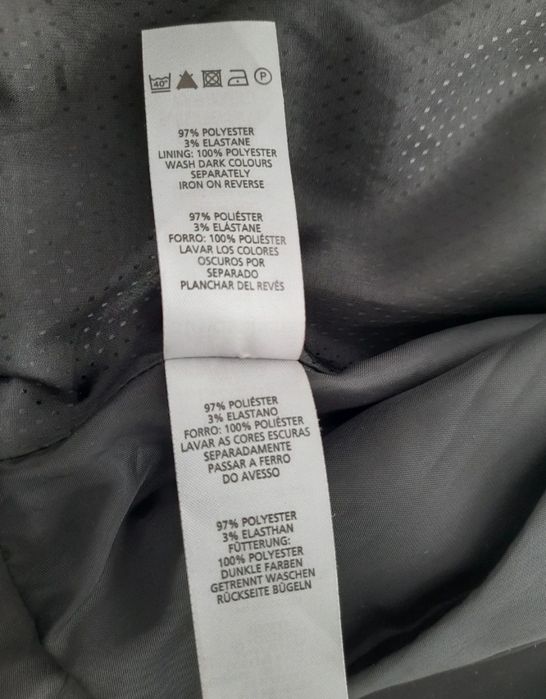 40°
P
97% POLYESTER
3% ELASTANE
LINING: 100% POLYESTER
WASH DARK COLOURS
SEPARATELY
IRON ON REVERSE
97% POLIÉSTER
3% ELÁSTANE
FORRO: 100% POLIÉSTER
LAVAR LOS COLORES
OSCUROS POR
SEPARADO
PLANCHAR DEL REVÉS
97% POLIÉSTER
3% ELASTANO
FORRO: 100% POLIÉSTER
LAVAR AS CORES ESCURAS
SEPARADAMENTE
PASSAR A FERRO
DO AVESSO
97% POLYESTER
3% ELASTHAN
FÜTTERUNG:
100% POLYESTER
DUNKLE FARBEN
GETRENNT WASCHEN
RÜCKSEITE BÜGELN